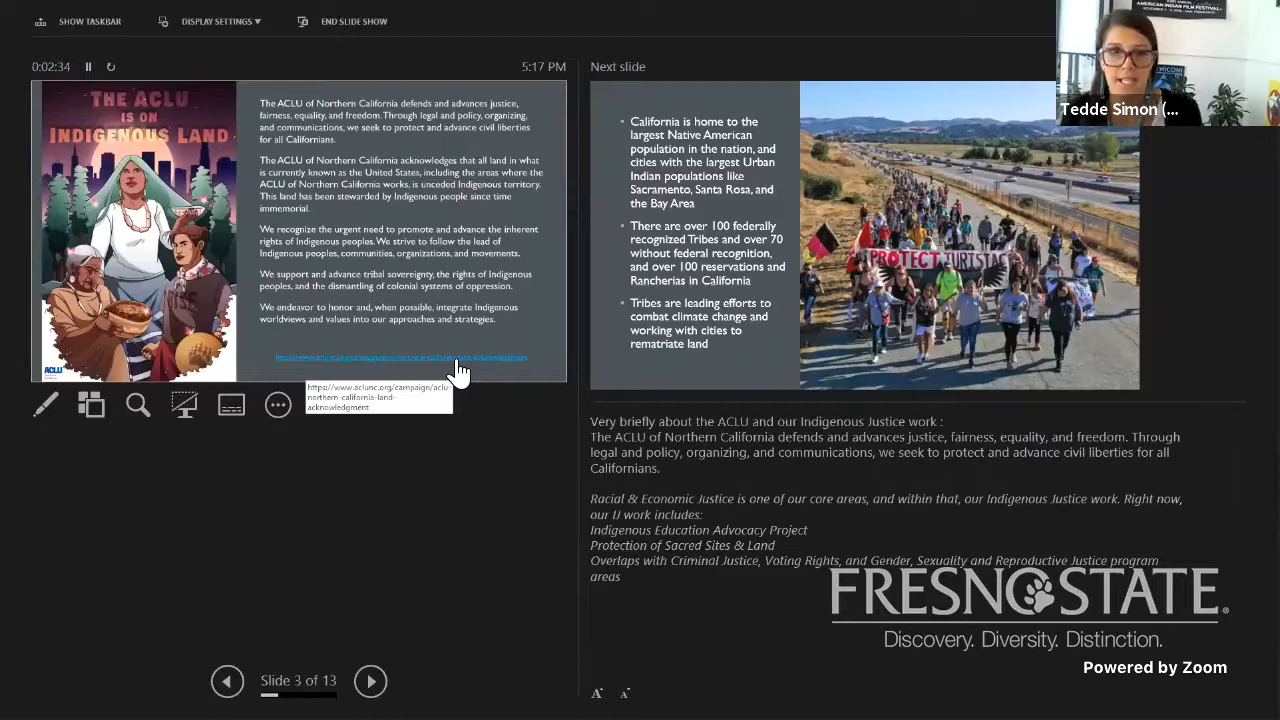 SHOW TASKBAR
DISPLAY SETTINGS
END SLIDE SHOW
AMERICAN INDIAN FILM FESTIVAL
WICONI
Tedde Simon (...
0:02:34
5:17 PM
Next slide
THE ACLU
IS ON
INDIGENOUS LAND
ACLU
The ACLU of Northern California defends and advances justice,
fairness, equality, and freedom. Through legal and policy, organizing,
and communications, we seek to protect and advance civil liberties
for all Californians.
The ACLU of Northern California acknowledges that all land in what
is currently known as the United States, including the areas where the
ACLU of Northern California works, is unceded Indigenous territory.
This land has been stewarded by Indigenous people since time
immemorial.
We recognize the urgent need to promote and advance the inherent
rights of Indigenous peoples. We strive to follow the lead of
Indigenous peoples, communities, organizations, and movements.
We support and advance tribal sovereignty, the rights of Indigenous
peoples, and the dismantling of colonial systems of oppression.
We endeavor to honor and, when possible, integrate Indigenous
worldviews and values into our approaches and strategies.
https://www.aclunc.org/campaign/aclu-northern-california-land-acknowledgment
https://www.aclunc.org/campaign/aclu-
northern-california-land-
acknowledgment
California is home to the
largest Native American
population in the nation, and
cities with the largest Urban
Indian populations like
Sacramento, Santa Rosa, and
the Bay Area
There are over 100 federally
recognized Tribes and over 70
without federal recognition,
and over 100 reservations and
Rancherias in California
Tribes are leading efforts to
combat climate change and
working with cities to
rematriate land
PROTECT JURISTAC
Very briefly about the ACLU and our Indigenous Justice work :
The ACLU of Northern California defends and advances justice, fairness, equality, and freedom. Through
legal and policy, organizing, and communications, we seek to protect and advance civil liberties for all
Californians.
Racial & Economic Justice is one of our core areas, and within that, our Indigenous Justice work. Right now,
our IJ work includes:
Indigenous Education Advocacy Project
Protection of Sacred Sites & Land
Overlaps with Criminal Justice, Voting Rights, and Gender, Sexuality and Reproductive Justice program
areas
FRESNO STATE
Discovery. Diversity. Distinction.
Powered by Zoom
Slide 3 of 13
A A